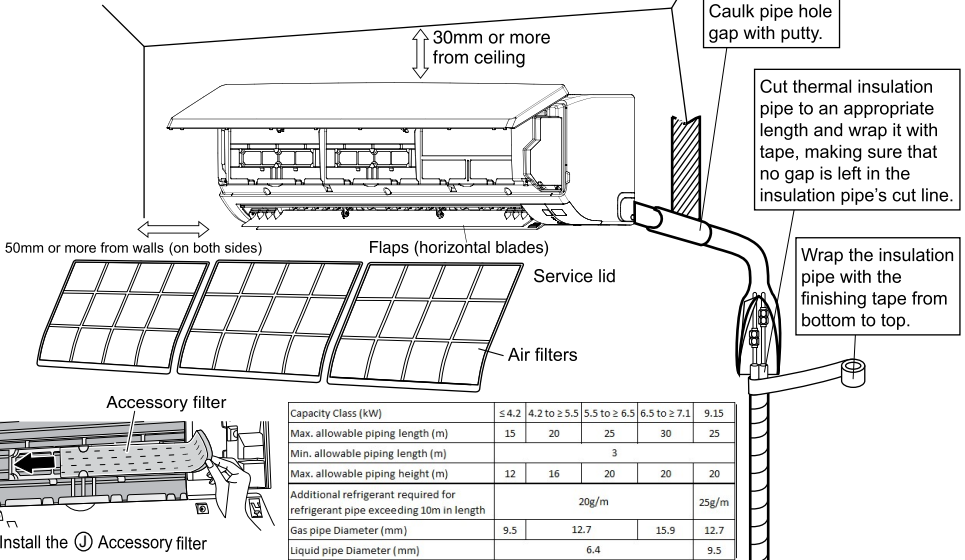 Caulk pipe hole
gap with putty.
30mm or more
from ceiling
Cut thermal insulation
pipe to an appropriate
length and wrap it with
tape, making sure that
no gap is left in the
insulation pipe's cut line.
50mm or more from walls (on both sides)
Flaps (horizontal blades)
Service lid
Wrap the insulation
pipe with the
finishing tape from
bottom to top.
Air filters
Accessory filter
Install the Ⓙ Accessory filter
Capacity Class (kW) ≤ 4.2 4.2 to ≥ 5.5 5.5 to ≥ 6.5 6.5 to ≥ 7.1 9.15
Max. allowable piping length (m) 15 20 25 30 25
Min. allowable piping length (m) 3
Max. allowable piping height (m) 12 16 20 20 20
Additional refrigerant required for
refrigerant pipe exceeding 10m in length 20g/m 25g/m
Gas pipe Diameter (mm) 9.5 12.7 15.9 12.7
Liquid pipe Diameter (mm) 6.4 9.5